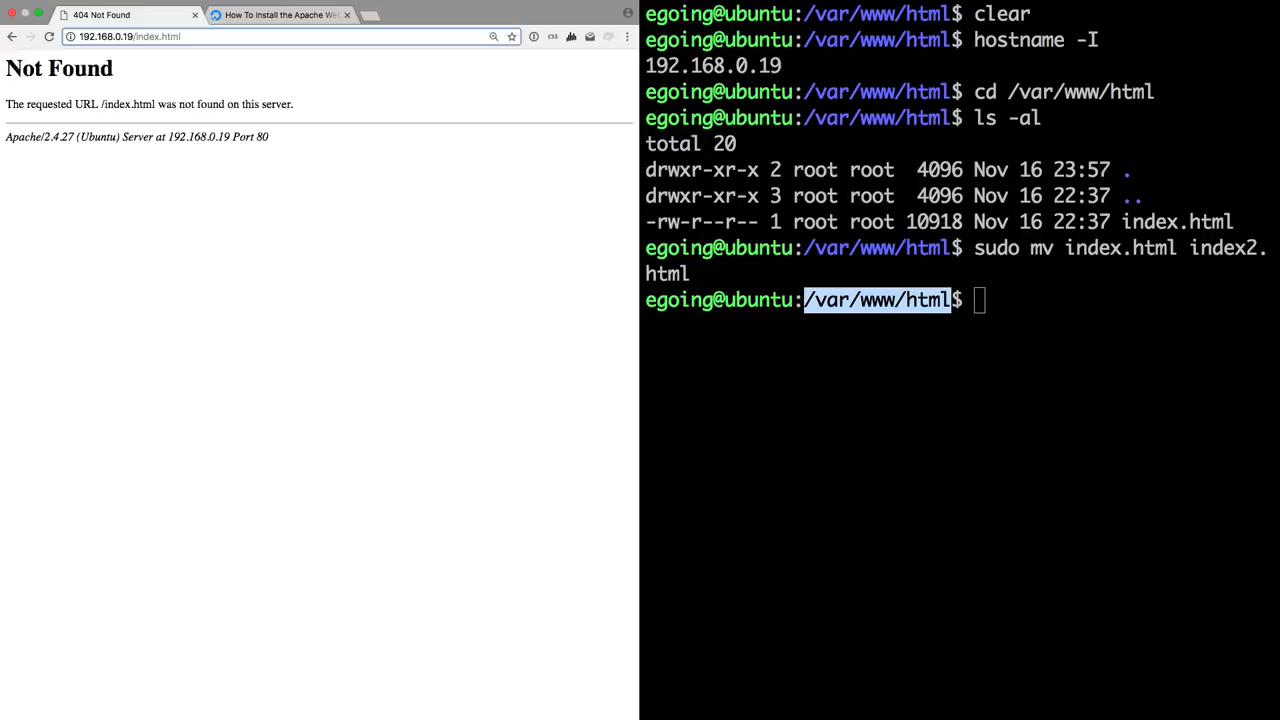 404 Not Found
How To Install the Apache We
192.168.0.19/index.html
Not Found
The requested URL /index.html was not found on this server.
Apache/2.4.27 (Ubuntu) Server at 192.168.0.19 Port 80
egoing@ubuntu:/var/www/html$ clear
egoing@ubuntu:/var/www/html$ hostname -I
192.168.0.19
egoing@ubuntu:/var/www/html$ cd /var/www/html
egoing@ubuntu:/var/www/html$ ls -al
total 20
drwxr-xr-x 2 root root  4096 Nov 16 23:57 .
drwxr-xr-x 3 root root  4096 Nov 16 22:37 ..
-rw-r--r-- 1 root root 10918 Nov 16 22:37 index.html
egoing@ubuntu:/var/www/html$ sudo mv index.html index2.
html
egoing@ubuntu:/var/www/html$